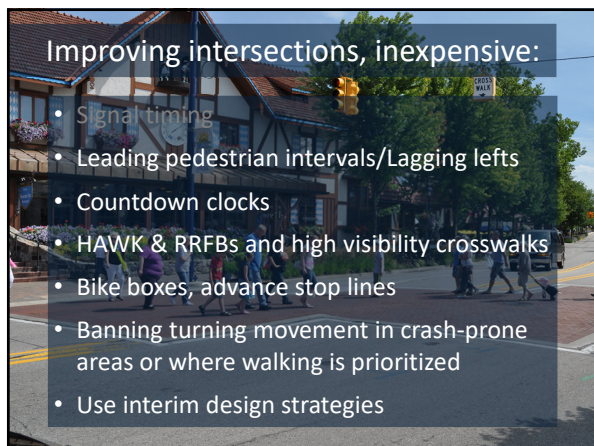 Improving intersections, inexpensive:
CROSS
WALK
• Signal timing
• Leading pedestrian intervals/Lagging lefts
• Countdown clocks
• HAWK & RRFBs and high visibility crosswalks
• Bike boxes, advance stop lines
• Banning turning movement in crash-prone
areas or where walking is prioritized
• Use interim design strategies